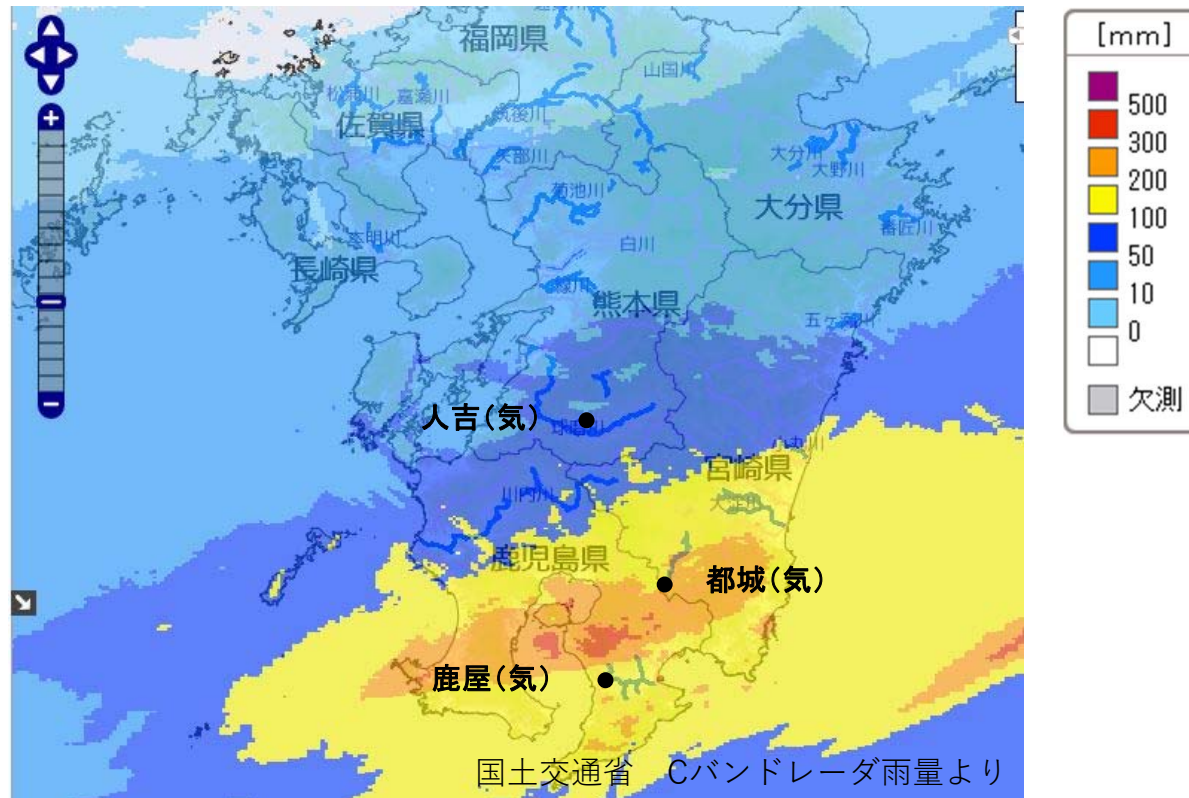 福岡県
山国川
松浦川
嘉瀬川
筑後川
佐賀県
矢部川
大分川
大野川
菊池川
大分県
番匠川
本明川
白川
長崎県
緑川
熊本県
五ヶ瀬川
人吉(気)
球磨川
小丸川
宮崎県
川内川
大淀川
鹿児島県
都城(気)
鹿屋(気)
国土交通省 Cバンドレーダ雨量より
[mm]
500
300
200
100
50
10
0
欠測